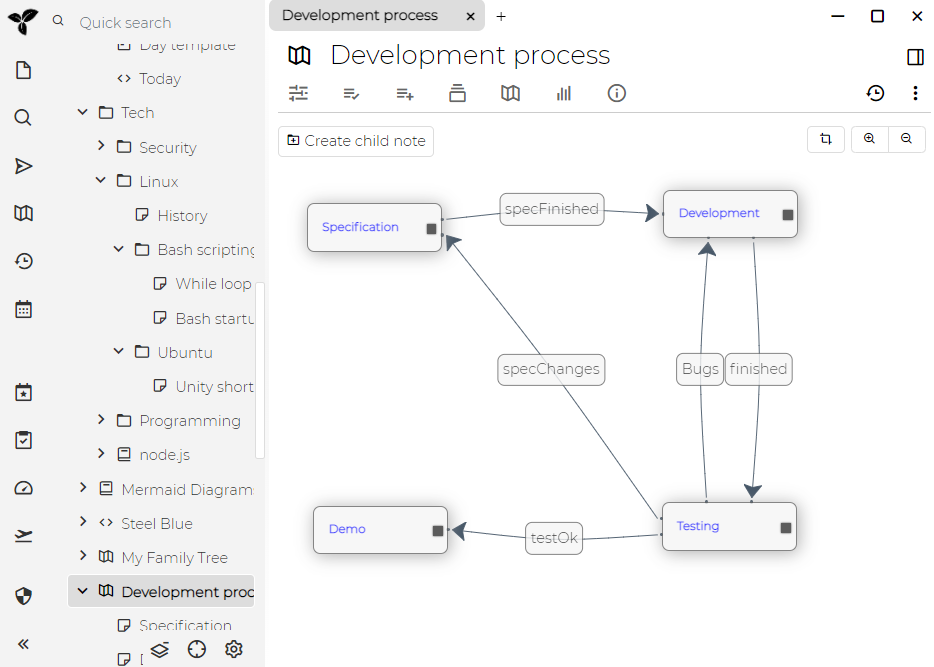 Quick search
Day template
Today
Tech
Security
Linux
History
Bash scripting
While loop
Bash startu
Ubuntu
Unity short
Programming
node.js
Mermaid Diagram
Steel Blue
My Family Tree
Development proc
Specification
Development process
Development process
Create child note
Specification
specFinished
Development
specChanges
Bugs
finished
Demo
testOk
Testing